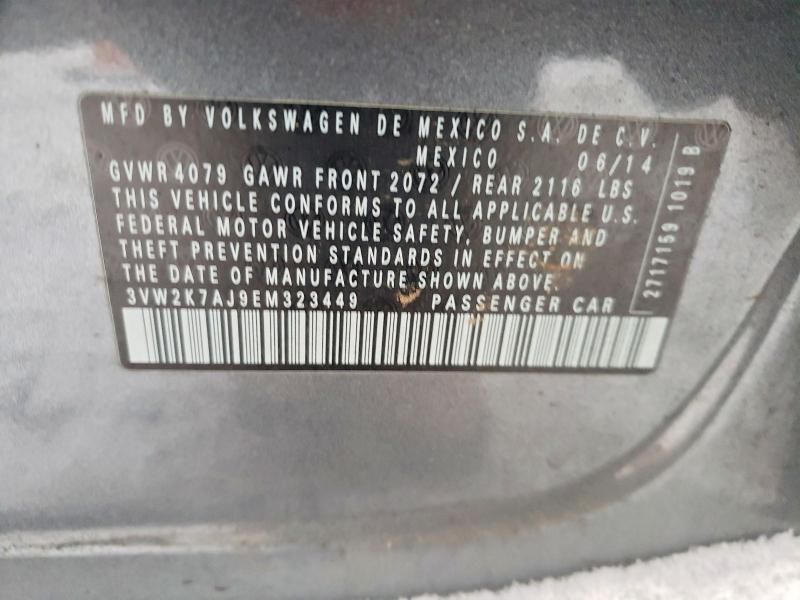 MFD BY VOLKSWAGEN DE MEXICO S.A. DE C.V.
MEXICO 06/14
GVWR 4079 GAWR FRONT 2072 / REAR 2116 LBS
THIS VEHICLE CONFORMS TO ALL APPLICABLE U.S.
FEDERAL MOTOR VEHICLE SAFETY, BUMPER AND
THEFT PREVENTION STANDARDS IN EFFECT ON
THE DATE OF MANUFACTURE SHOWN ABOVE.
3VW2K7AJ9EM323449 PASSENGER CAR
2717159 1019 B